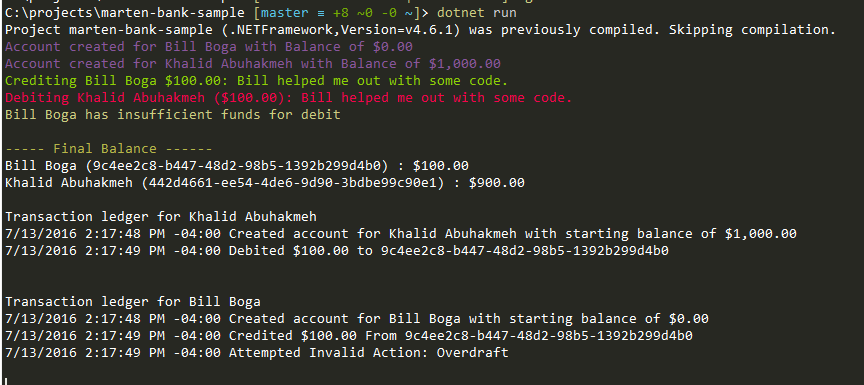 C:\projects\marten-bank-sample [master ≡ +8 ~0 -0 ~]> dotnet run
Project marten-bank-sample (.NETFramework,Version=v4.6.1) was previously compiled. Skipping compilation.
Account created for Bill Boga with Balance of $0.00
Account created for Khalid Abuhakmeh with Balance of $1,000.00
Crediting Bill Boga $100.00: Bill helped me out with some code.
Debiting Khalid Abuhakmeh ($100.00): Bill helped me out with some code.
Bill Boga has insufficient funds for debit
----- Final Balance ------
Bill Boga (9c4ee2c8-b447-48d2-98b5-1392b299d4b0) : $100.00
Khalid Abuhakmeh (442d4661-ee54-4de6-9d90-3bdbe99c90e1) : $900.00
Transaction ledger for Khalid Abuhakmeh
7/13/2016 2:17:48 PM -04:00 Created account for Khalid Abuhakmeh with starting balance of $1,000.00
7/13/2016 2:17:49 PM -04:00 Debited $100.00 to 9c4ee2c8-b447-48d2-98b5-1392b299d4b0
Transaction ledger for Bill Boga
7/13/2016 2:17:48 PM -04:00 Created account for Bill Boga with starting balance of $0.00
7/13/2016 2:17:49 PM -04:00 Credited $100.00 From 9c4ee2c8-b447-48d2-98b5-1392b299d4b0
7/13/2016 2:17:49 PM -04:00 Attempted Invalid Action: Overdraft